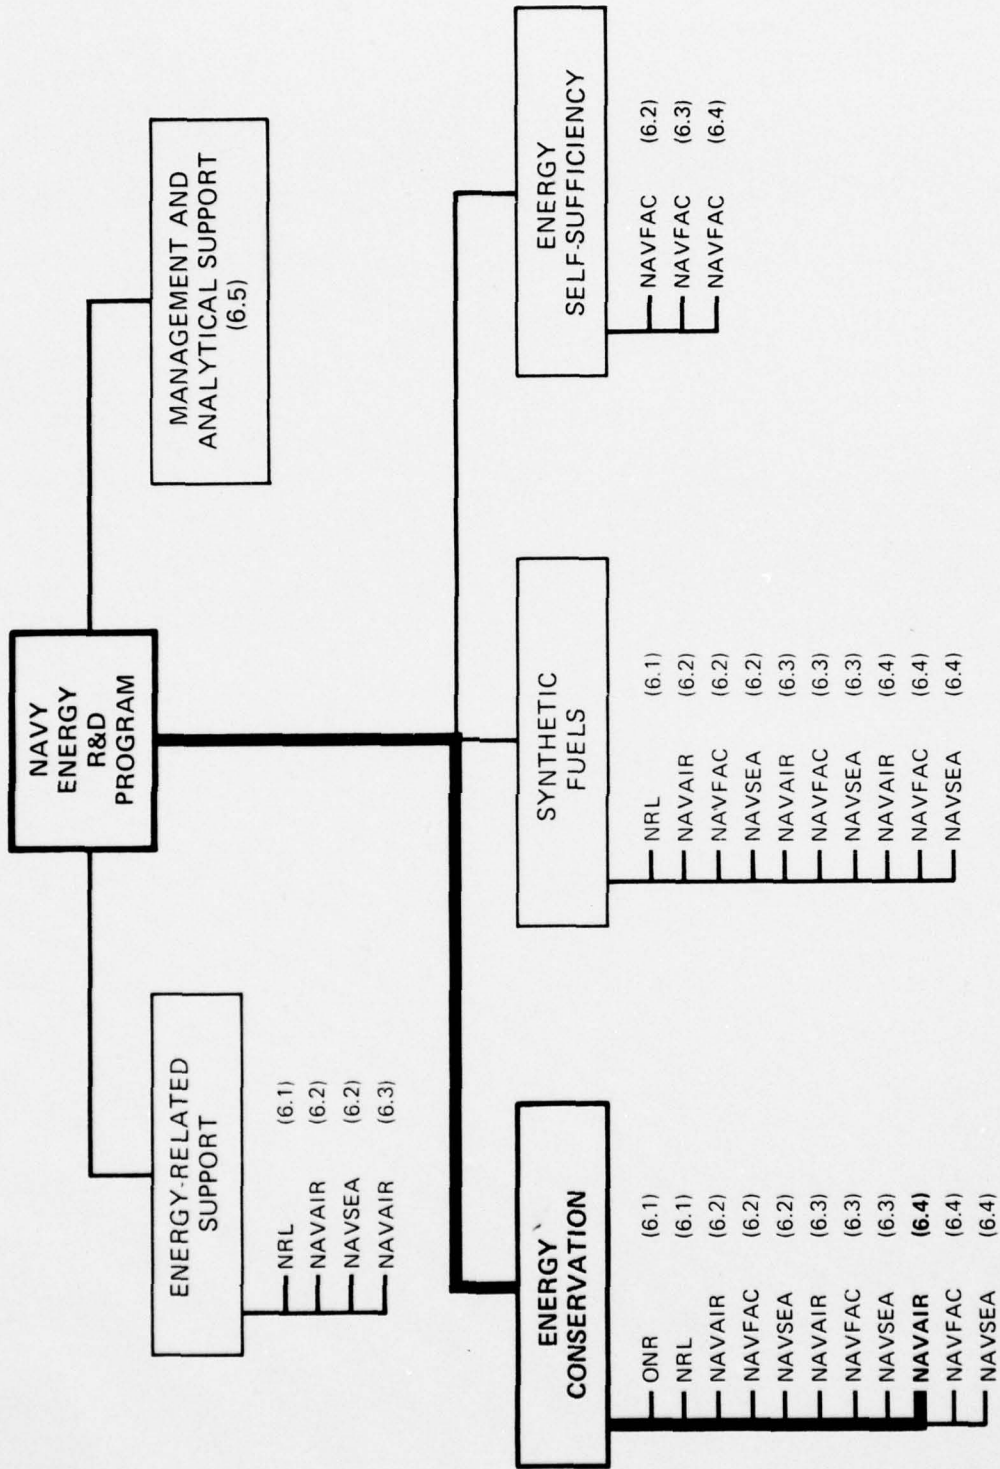 NAVY
ENERGY
R&D
PROGRAM
ENERGY-RELATED
SUPPORT
NRL (6.1)
NAVAIR (6.2)
NAVSEA (6.2)
NAVAIR (6.3)
MANAGEMENT AND
ANALYTICAL SUPPORT
(6.5)
ENERGY
CONSERVATION
ONR (6.1)
NRL (6.1)
NAVAIR (6.2)
NAVFAC (6.2)
NAVSEA (6.2)
NAVAIR (6.3)
NAVFAC (6.3)
NAVSEA (6.3)
NAVAIR (6.4)
NAVFAC (6.4)
NAVSEA (6.4)
SYNTHETIC
FUELS
NRL (6.1)
NAVAIR (6.2)
NAVFAC (6.2)
NAVSEA (6.2)
NAVAIR (6.3)
NAVFAC (6.3)
NAVSEA (6.3)
NAVAIR (6.4)
NAVFAC (6.4)
NAVSEA (6.4)
ENERGY
SELF-SUFFICIENCY
NAVFAC (6.2)
NAVFAC (6.3)
NAVFAC (6.4)